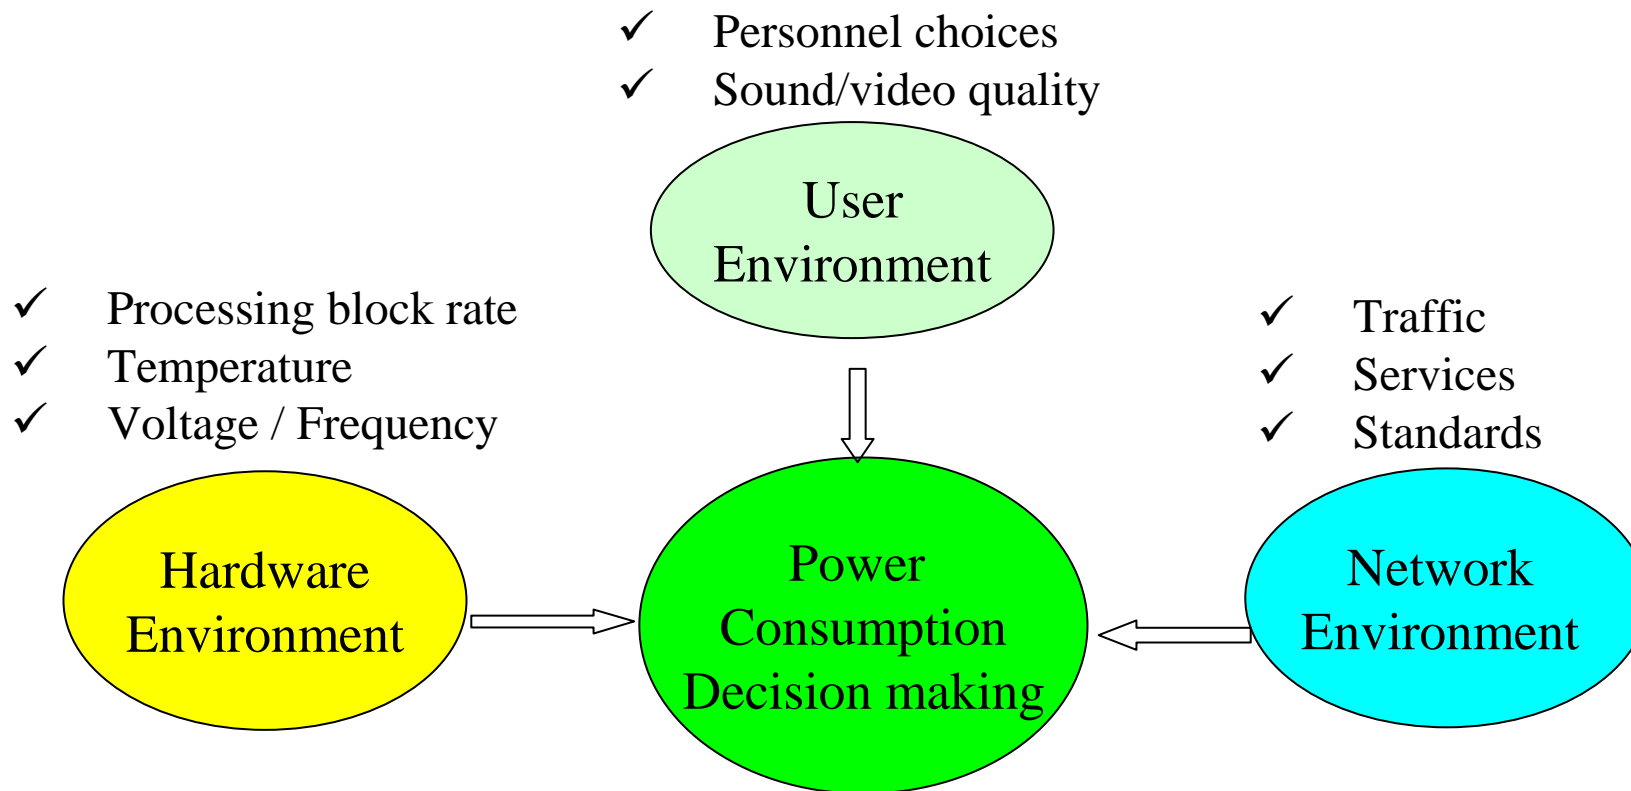 ✓ Personnel choices
✓ Sound/video quality
User
Environment
✓ Processing block rate
✓ Temperature
✓ Voltage / Frequency
✓ Traffic
✓ Services
✓ Standards
Hardware
Environment
Power
Consumption
Decision making
Network
Environment